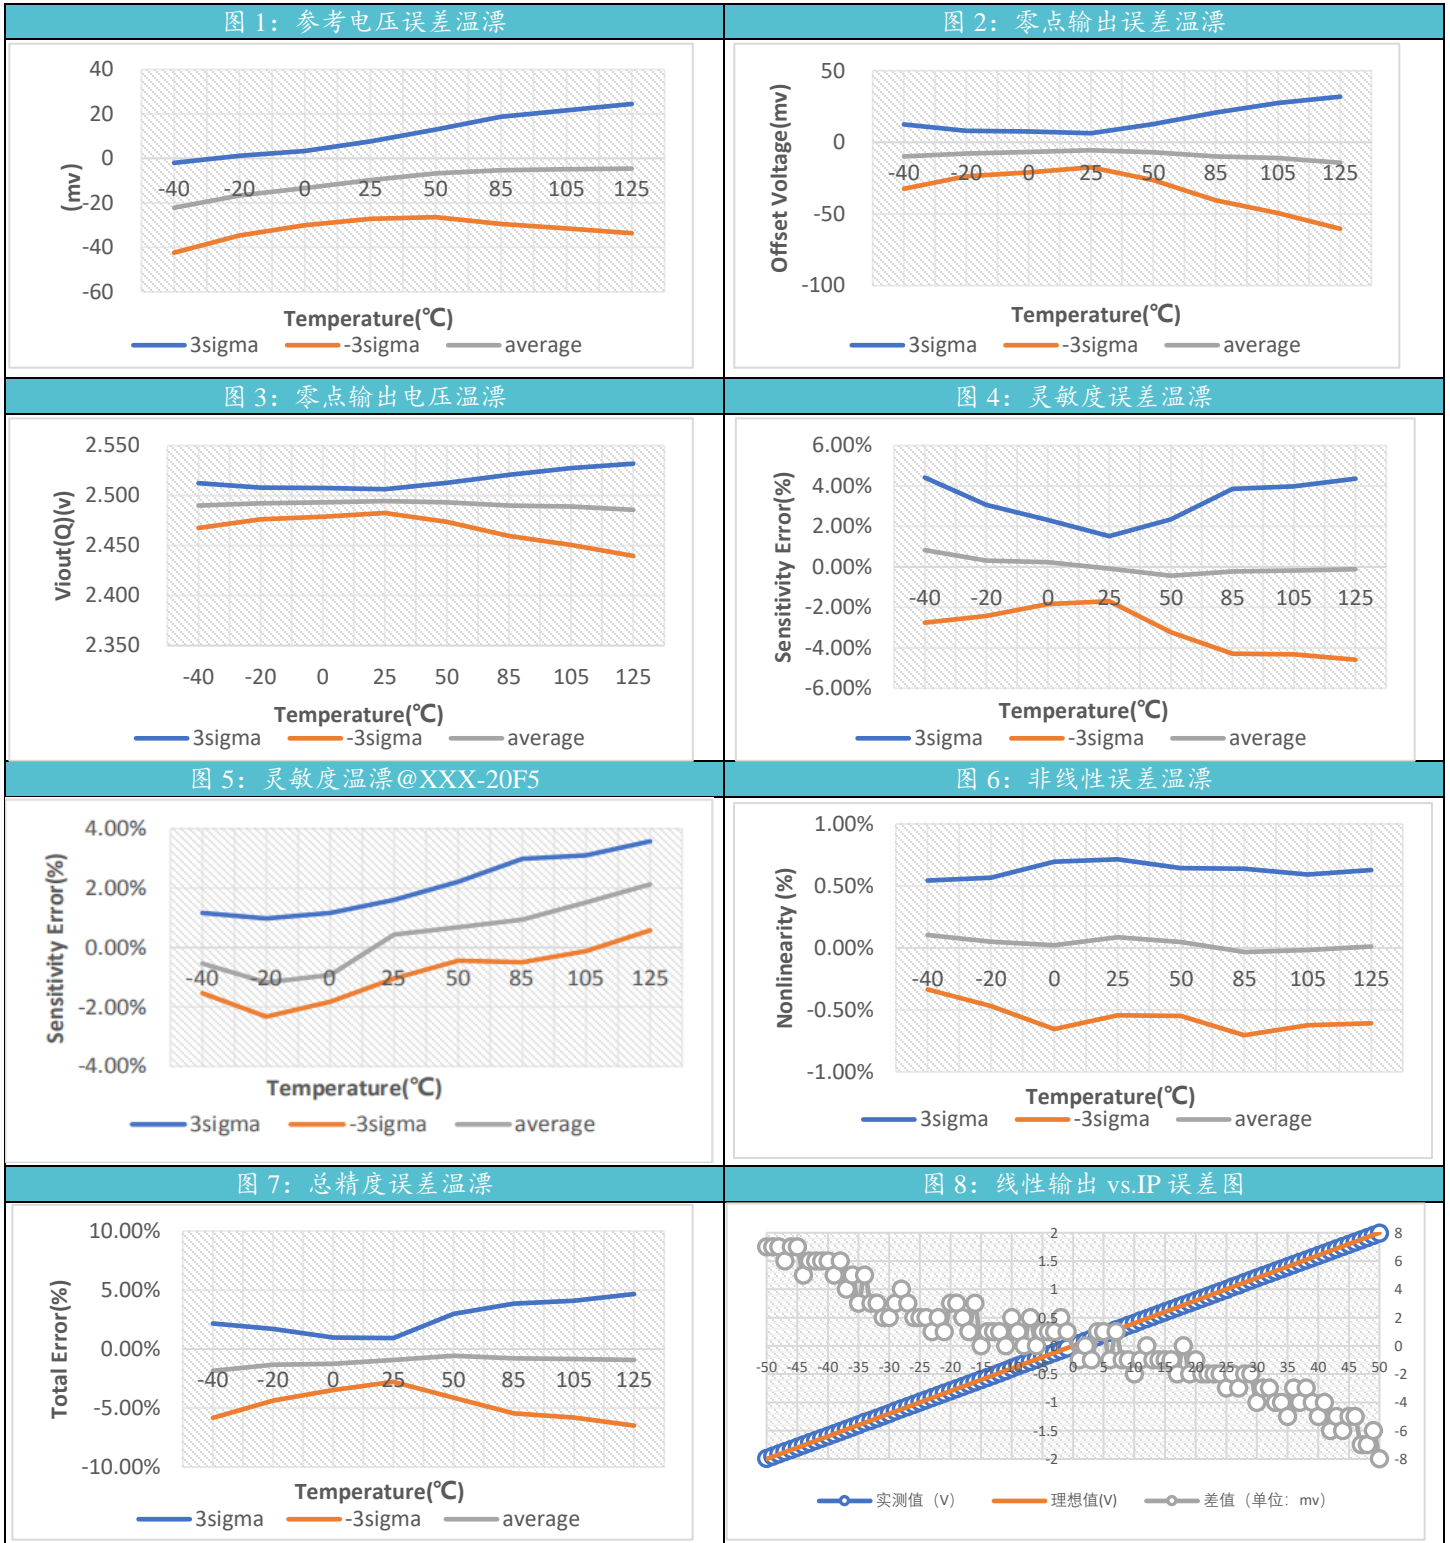 图 1：参考电压误差温漂
40
20
0
-20
-40
-60
(mv)
-40 -20 0 25 50 85 105 125
Temperature(℃)
3sigma -3sigma average
图 2：零点输出误差温漂
50
0
-50
-100
Offset Voltage(mv)
-40 -20 0 25 50 85 105 125
Temperature(℃)
3sigma -3sigma average
图 3：零点输出电压温漂
2.550
2.500
2.450
2.400
2.350
Viout(Q)(v)
-40 -20 0 25 50 85 105 125
Temperature(℃)
3sigma -3sigma average
图 4：灵敏度误差温漂
6.00%
4.00%
2.00%
0.00%
-2.00%
-4.00%
-6.00%
Sensitivity Error(%)
-40 -20 0 25 50 85 105 125
Temperature(℃)
3sigma -3sigma average
图 5：灵敏度温漂@XXX-20F5
4.00%
2.00%
0.00%
-2.00%
-4.00%
Sensitivity Error(%)
-40 -20 0 25 50 85 105 125
Temperature(℃)
3sigma -3sigma average
图 6：非线性误差温漂
1.00%
0.50%
0.00%
-0.50%
-1.00%
Nonlinearity (%)
-40 -20 0 25 50 85 105 125
Temperature(℃)
3sigma -3sigma average
图 7：总精度误差温漂
10.00%
5.00%
0.00%
-5.00%
-10.00%
Total Error(%)
-40 -20 0 25 50 85 105 125
Temperature(℃)
3sigma -3sigma average
图 8：线性输出 vs.IP 误差图
2
1.5
1
0.5
0
-0.5
-1
-1.5
-2
8
6
4
2
0
-2
-4
-6
-8
-50 -45 -40 -35 -30 -25 -20 -15 -10 -5 0 5 10 15 20 25 30 35 40 45 50
实测值（V） 理想值(V) 差值（单位：mv）